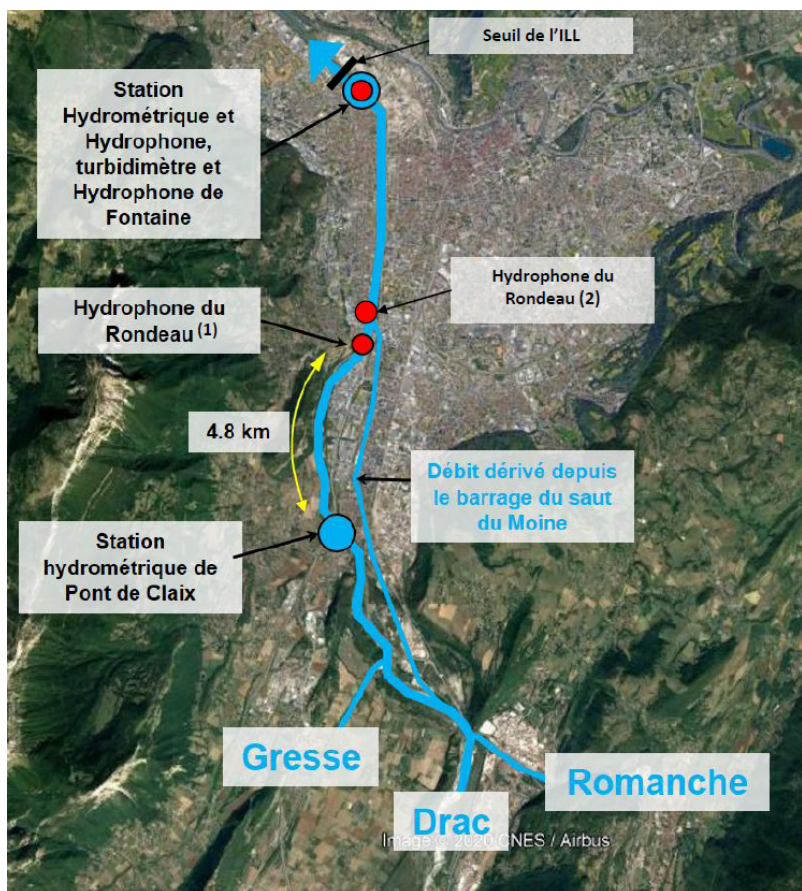 Seuil de l'ILL
Station
Hydrométrique et
Hydrophone,
turbidimètre et
Hydrophone de
Fontaine
Hydrophone du
Rondeau (2)
Hydrophone du
Rondeau (1)
4.8 km
Débit dérivé depuis
le barrage du saut
du Moine
Station
hydrométrique de
Pont de Claix
Gresse
Romanche
Drac
Image © 2020 CNES / Airbus